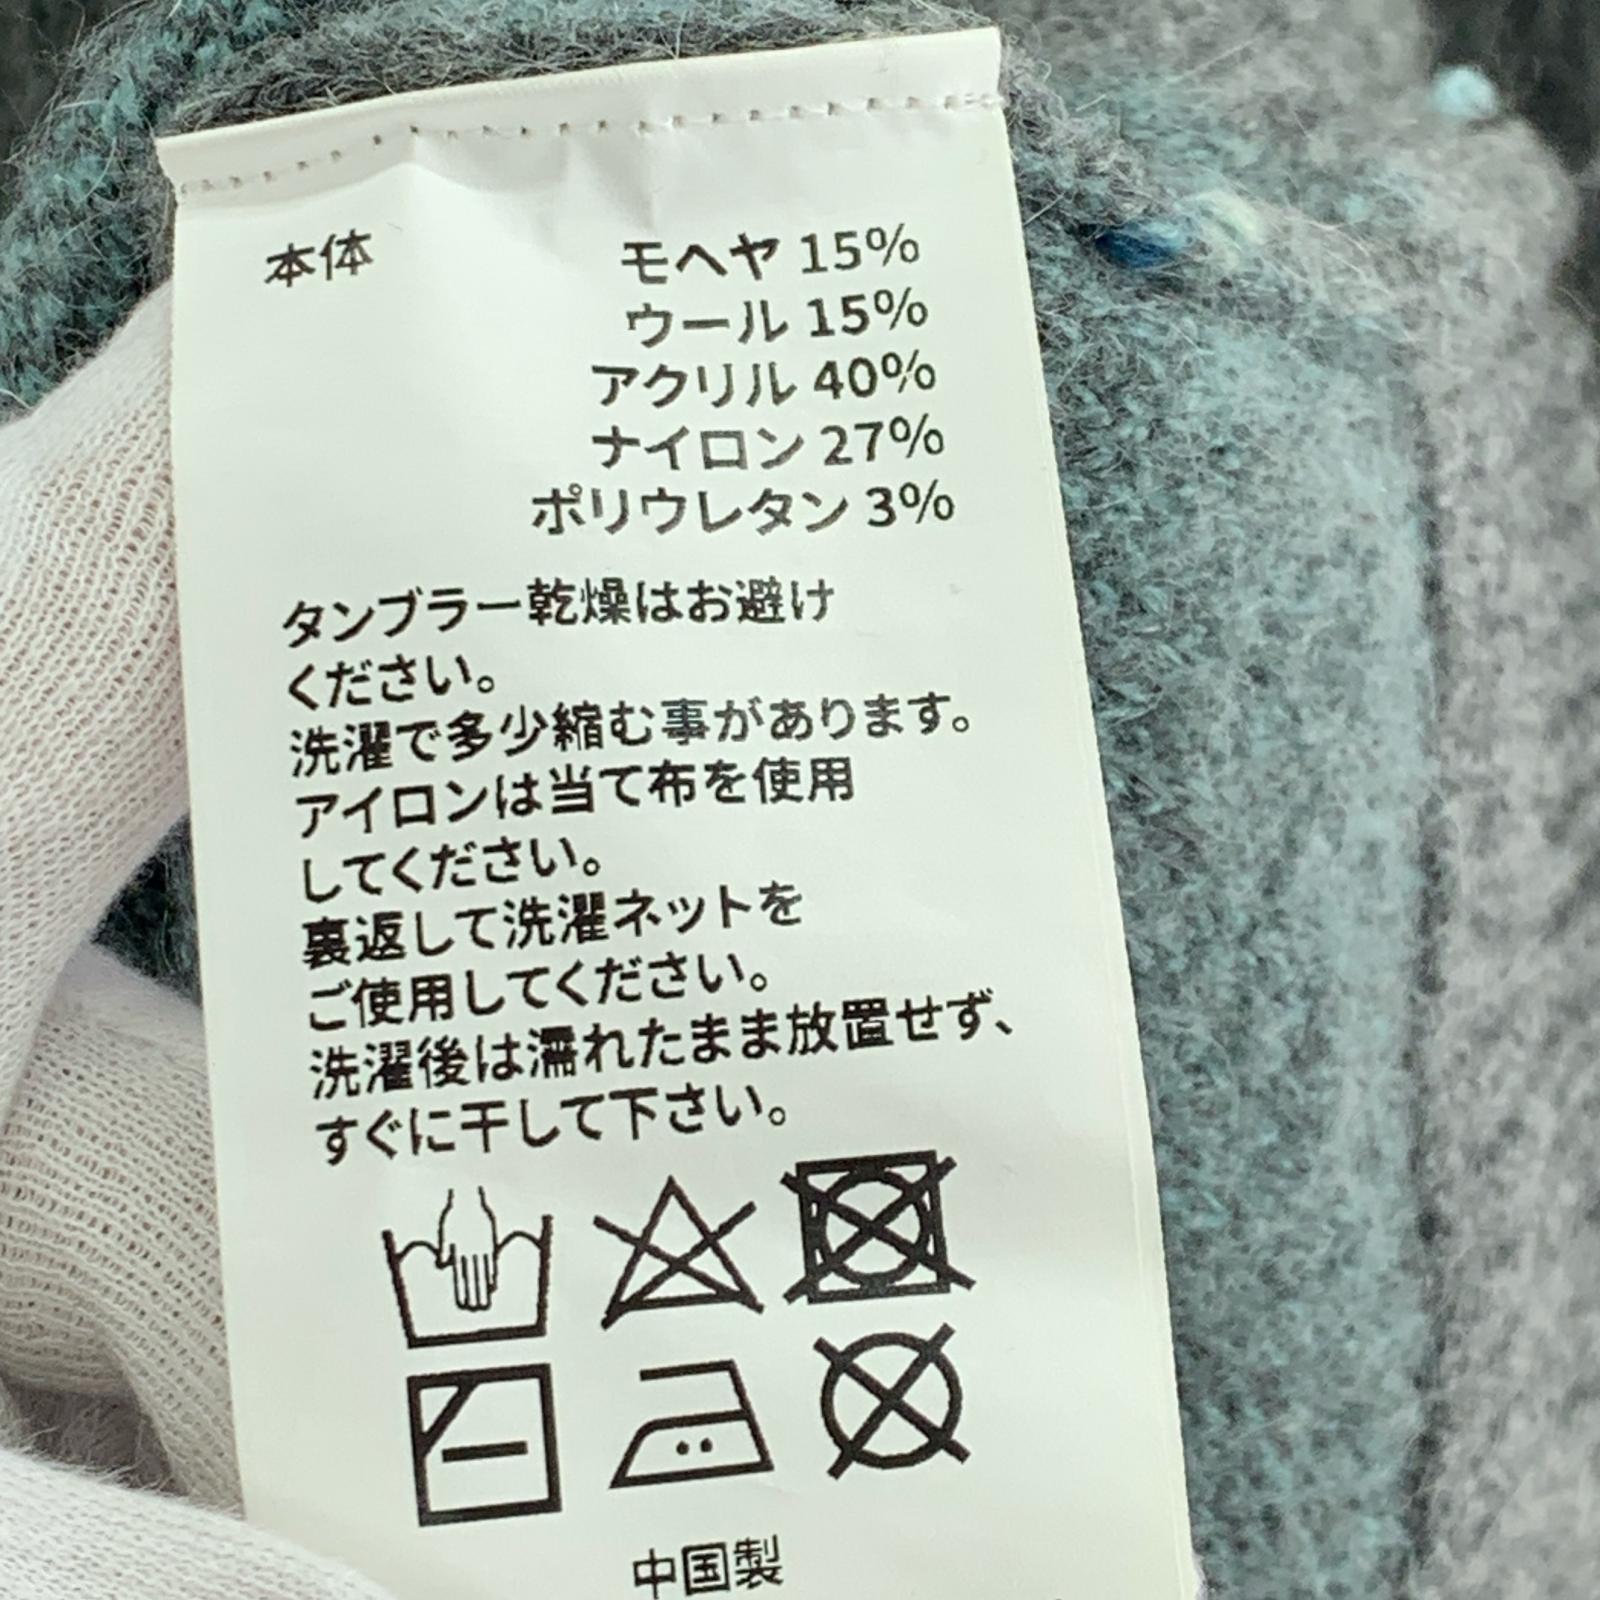 本体 モヘヤ 15%
ウール 15%
アクリル 40%
ナイロン 27%
ポリウレタン 3%
タンブラー乾燥はお避け
ください。
洗濯で多少縮む事があります。
アイロンは当て布を使用
してください。
裏返して洗濯ネットを
ご使用してください。
洗濯後は濡れたまま放置せず、
すぐに干して下さい。
中国製